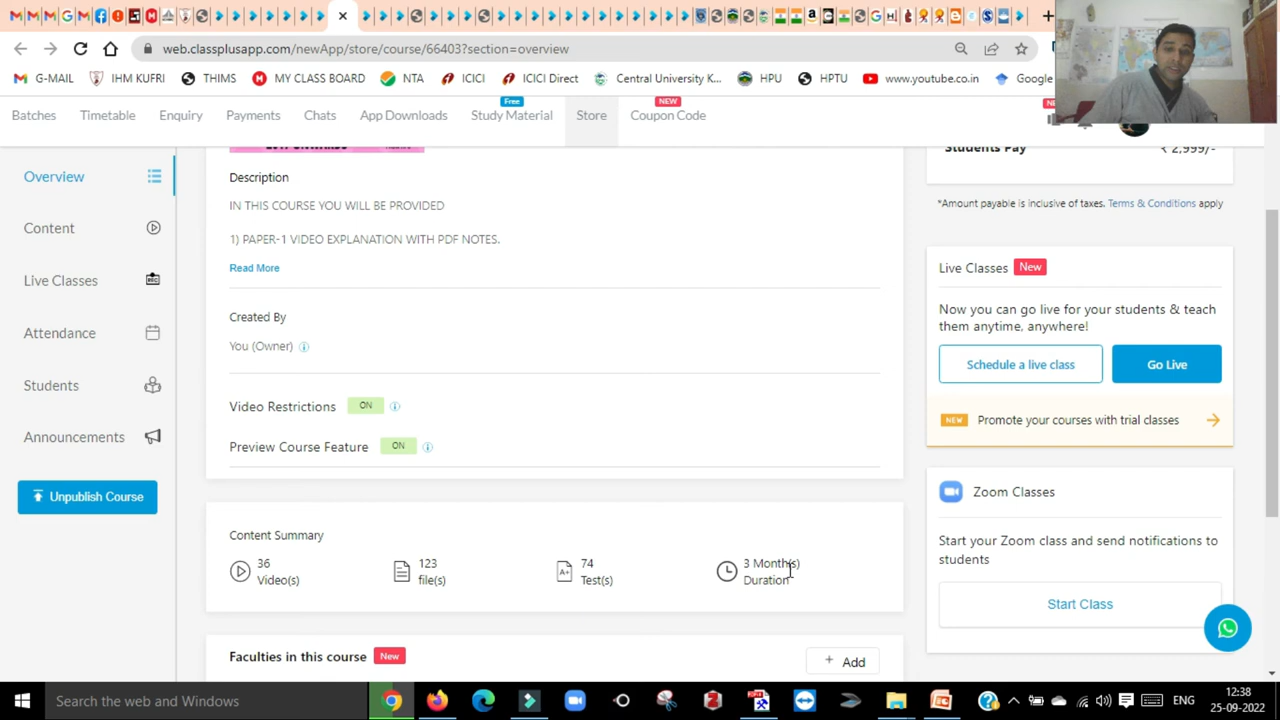 web.classplusapp.com/newApp/store/course/66403?section=overview
G-MAIL IHM KUFRI THIMS MY CLASS BOARD NTA ICICI ICICI Direct Central University K... HPU HPTU www.youtube.co.in Google
Free NEW
Batches Timetable Enquiry Payments Chats App Downloads Study Material Store Coupon Code
Students Pay ₹ 2,999/-
Overview
Content
Live Classes
Attendance
Students
Announcements
Unpublish Course
Description
IN THIS COURSE YOU WILL BE PROVIDED
1) PAPER-1 VIDEO EXPLANATION WITH PDF NOTES.
Read More
Created By
You (Owner)
Video Restrictions ON
Preview Course Feature ON
Content Summary
36 123 74 3 Month(s)
Video(s) file(s) Test(s) Duration
Faculties in this course New + Add
*Amount payable is inclusive of taxes. Terms & Conditions apply
Live Classes New
Now you can go live for your students & teach
them anytime, anywhere!
Schedule a live class Go Live
NEW Promote your courses with trial classes
Zoom Classes
Start your Zoom class and send notifications to
students
Start Class
Search the web and Windows
ENG
12:38
25-09-2022